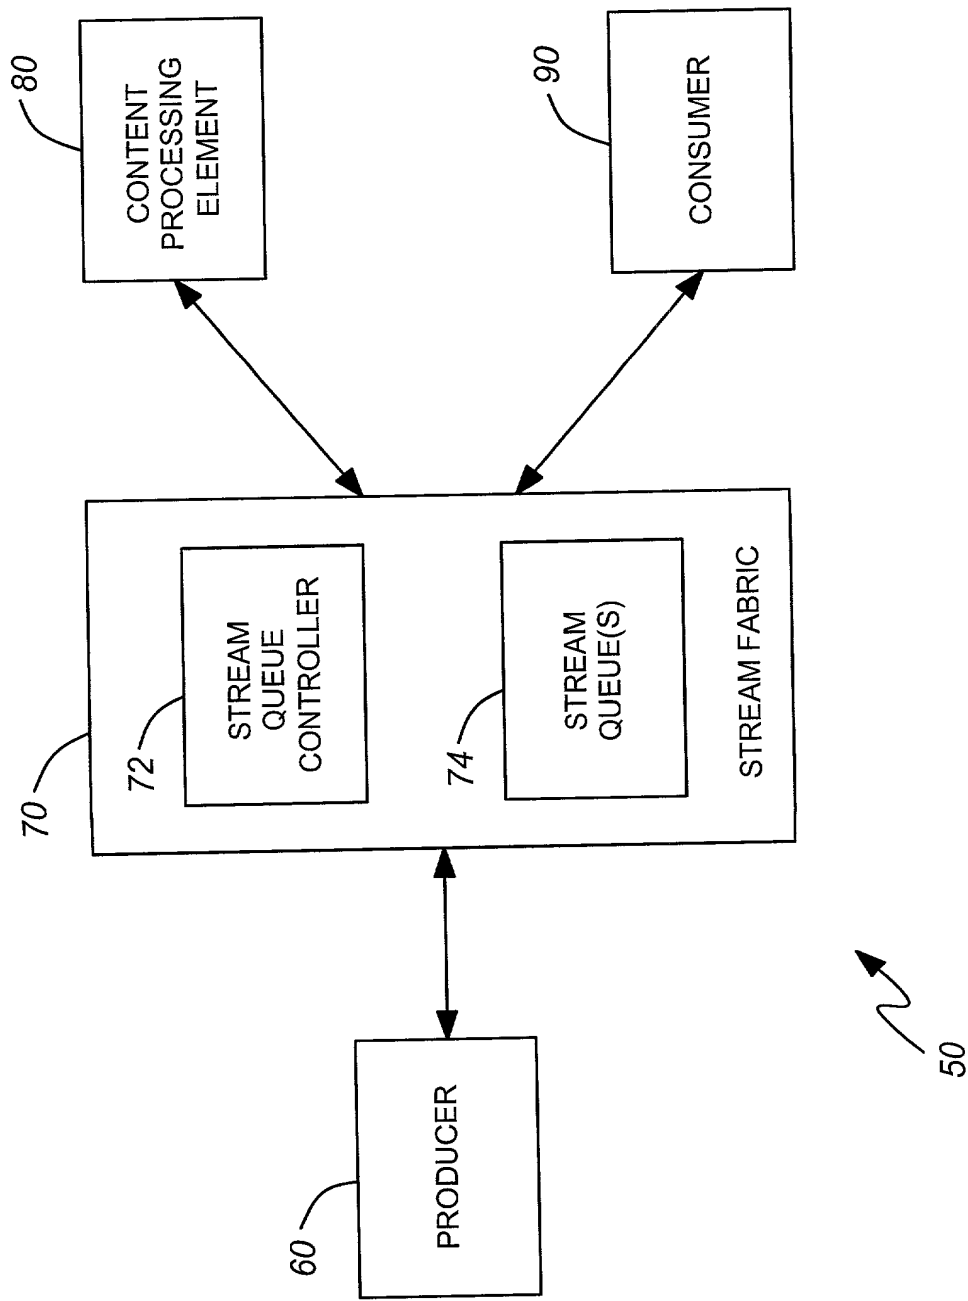 60
PRODUCER
70
72
STREAM
QUEUE
CONTROLLER
74
STREAM
QUEUE(S)
STREAM FABRIC
80
CONTENT
PROCESSING
ELEMENT
90
CONSUMER
50